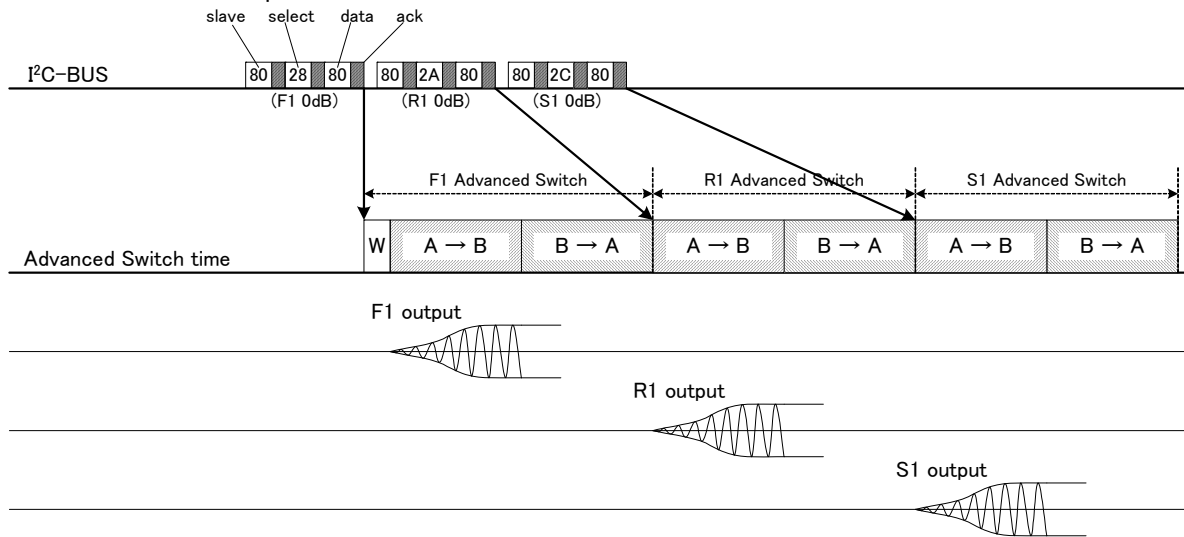 slave select data ack
I²C-BUS 80 28 80 80 2A 80 80 2C 80
(F1 0dB) (R1 0dB) (S1 0dB)
F1 Advanced Switch R1 Advanced Switch S1 Advanced Switch
Advanced Switch time W A → B B → A A → B B → A A → B B → A
F1 output
R1 output
S1 output